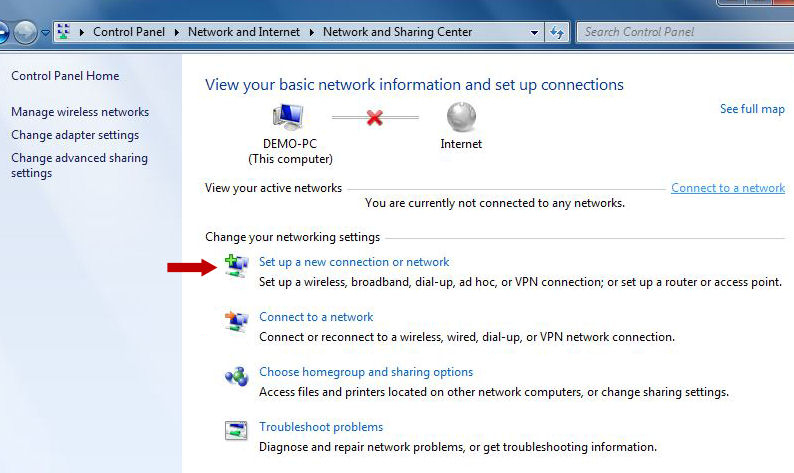 Control Panel Network and Internet Network and Sharing Center Search Control Panel
Control Panel Home
Manage wireless networks
Change adapter settings
Change advanced sharing
settings
View your basic network information and set up connections
See full map
DEMO-PC
(This computer)
Internet
View your active networks
Connect to a network
You are currently not connected to any networks.
Change your networking settings
Set up a new connection or network
Set up a wireless, broadband, dial-up, ad hoc, or VPN connection; or set up a router or access point.
Connect to a network
Connect or reconnect to a wireless, wired, dial-up, or VPN network connection.
Choose homegroup and sharing options
Access files and printers located on other network computers, or change sharing settings.
Troubleshoot problems
Diagnose and repair network problems, or get troubleshooting information.